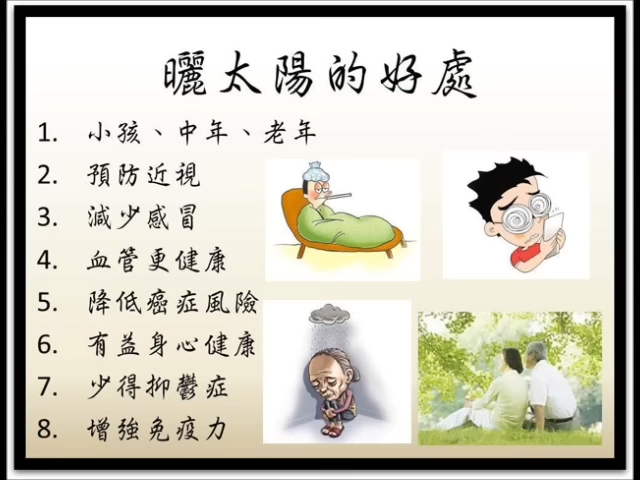 曬太陽的好處
1. 小孩、中年、老年
2. 預防近視
3. 減少感冒
4. 血管更健康
5. 降低癌症風險
6. 有益身心健康
7. 少得抑鬱症
8. 增強免疫力